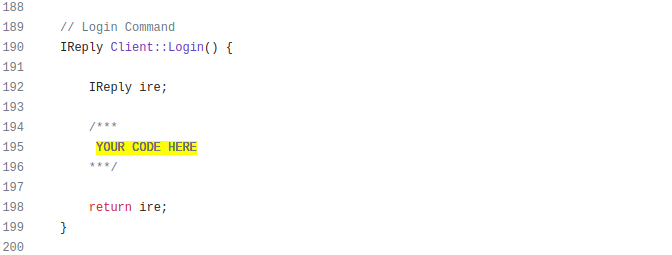 188
189 // Login Command
190 IReply Client::Login() {
191
192 IReply ire;
193
194 /***
195 YOUR CODE HERE
196 ***/
197
198 return ire;
199 }
200